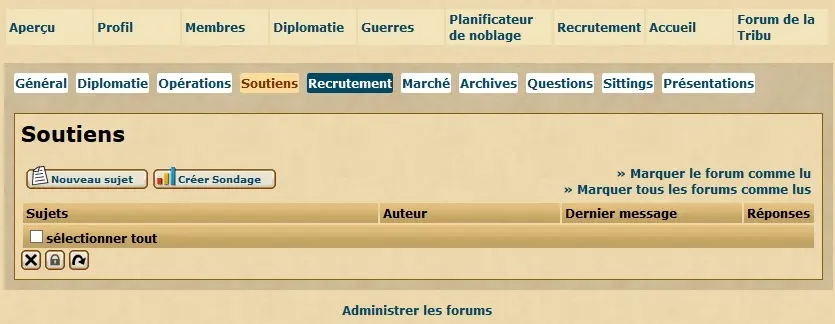 Aperçu Profil Membres Diplomatie Guerres Planificateur de noblage Recrutement Accueil Forum de la Tribu
Général Diplomatie Opérations Soutiens Recrutement Marché Archives Questions Sittings Présentations
Soutiens
Nouveau sujet Créer Sondage
» Marquer le forum comme lu
» Marquer tous les forums comme lus
Sujets Auteur Dernier message Réponses
sélectionner tout
Administrer les forums